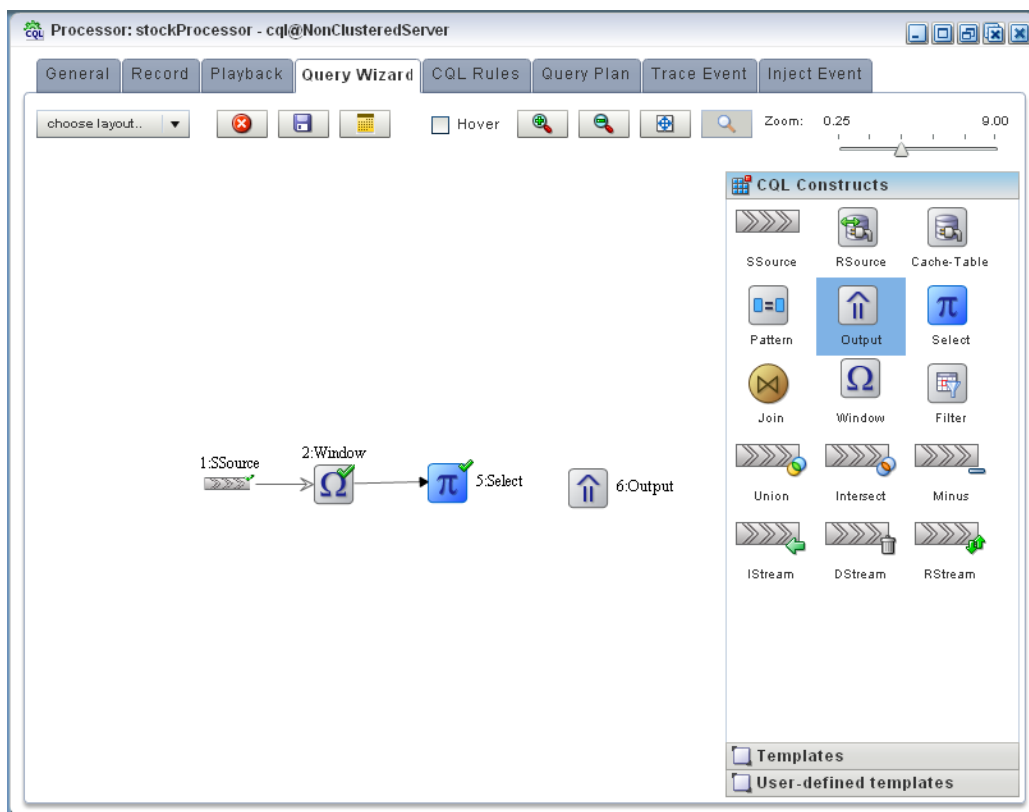 CQL Processor: stockProcessor - cql@NonClusteredServer
General Record Playback Query Wizard CQL Rules Query Plan Trace Event Inject Event
choose layout.. Hover Zoom: 0.25 9.00
CQL Constructs
SSource RSource Cache-Table
Pattern Output Select
Join Window Filter
Union Intersect Minus
IStream DStream RStream
1:SSource
2:Window
5:Select
6:Output
Templates
User-defined templates